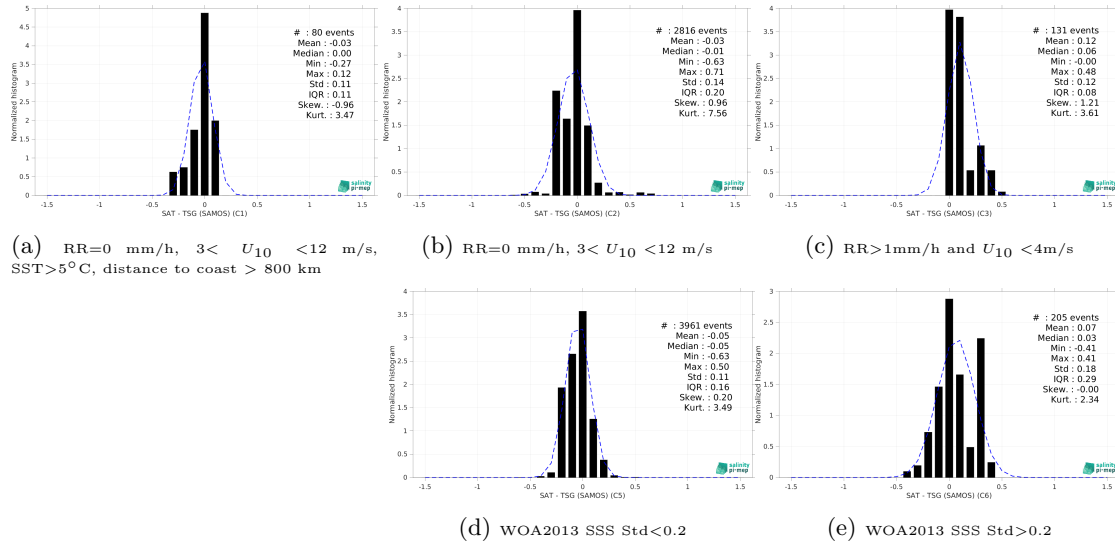 5
4
3
2
1
0
Normalized histogram
-1.5 -1 -0.5 0 0.5 1 1.5
SAT - TSG (SAMOS) (C1)
# : 80 events
Mean : -0.03
Median : 0.00
Min : -0.27
Max : 0.12
Std : 0.11
IQR : 0.11
Skew. : -0.96
Kurt. : 3.47
salinity
pi-mep
4
3.5
3
2.5
2
1.5
1
0.5
0
Normalized histogram
-1.5 -1 -0.5 0 0.5 1 1.5
SAT - TSG (SAMOS) (C2)
# : 2816 events
Mean : -0.03
Median : -0.01
Min : -0.63
Max : 0.71
Std : 0.14
IQR : 0.20
Skew. : 0.96
Kurt. : 7.56
salinity
pi-mep
4
3.5
3
2.5
2
1.5
1
0.5
0
Normalized histogram
-1.5 -1 -0.5 0 0.5 1 1.5
SAT - TSG (SAMOS) (C3)
# : 131 events
Mean : 0.12
Median : 0.06
Min : -0.00
Max : 0.48
Std : 0.12
IQR : 0.08
Skew. : 1.21
Kurt. : 3.61
salinity
pi-mep
(a) RR=0 mm/h, 3< U10 <12 m/s,
SST>5°C, distance to coast > 800 km
(b) RR=0 mm/h, 3< U10 <12 m/s
(c) RR>1mm/h and U10 <4m/s
4
3.5
3
2.5
2
1.5
1
0.5
0
Normalized histogram
-1.5 -1 -0.5 0 0.5 1 1.5
SAT - TSG (SAMOS) (C5)
# : 3961 events
Mean : -0.05
Median : -0.05
Min : -0.63
Max : 0.50
Std : 0.11
IQR : 0.16
Skew. : 0.20
Kurt. : 3.49
salinity
pi-mep
3
2.5
2
1.5
1
0.5
0
Normalized histogram
-1.5 -1 -0.5 0 0.5 1 1.5
SAT - TSG (SAMOS) (C6)
# : 205 events
Mean : 0.07
Median : 0.03
Min : -0.41
Max : 0.41
Std : 0.18
IQR : 0.29
Skew. : -0.00
Kurt. : 2.34
salinity
pi-mep
(d) WOA2013 SSS Std<0.2
(e) WOA2013 SSS Std>0.2